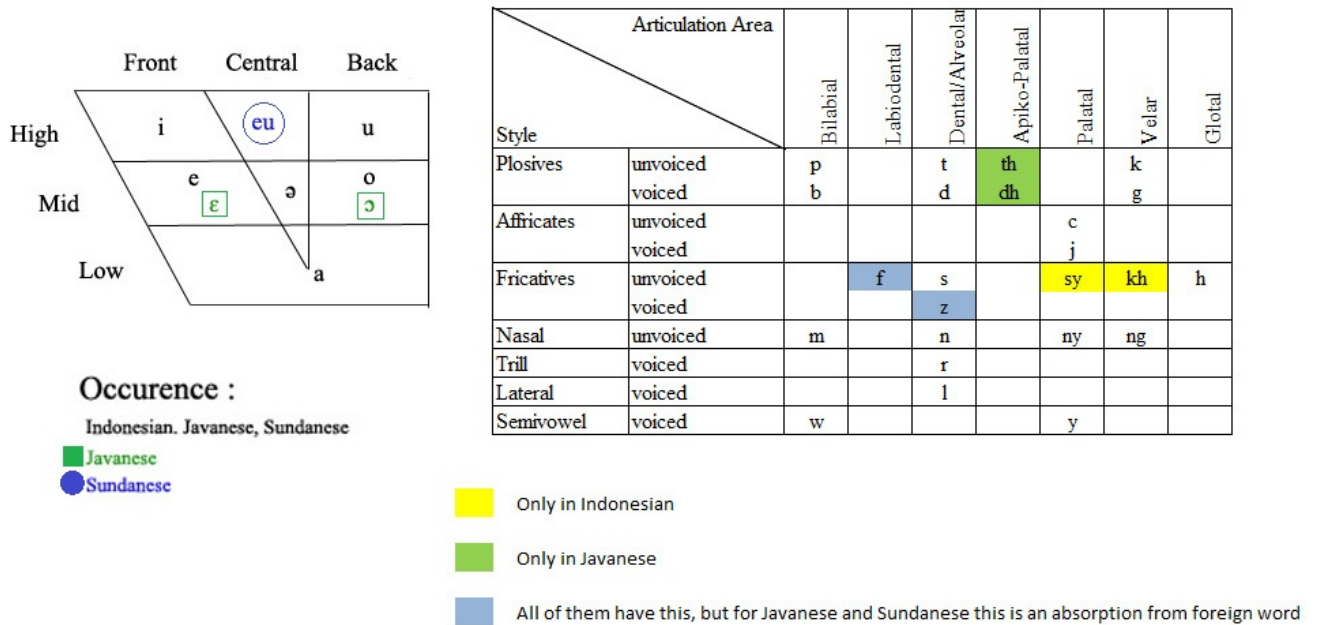 Front Central Back
High i eu u
Mid e ɛ ə o ɔ
Low a
Occurence :
Indonesian. Javanese, Sundanese
Javanese
Sundanese
Articulation Area
Style Bilabial Labiodental Dental/Alveolar Apiko-Palatal Palatal Velar Glotal
Plosives unvoiced p t th k
voiced b d dh g
Affricates unvoiced c
voiced j
Fricatives unvoiced f s sy kh h
voiced z
Nasal unvoiced m n ny ng
Trill voiced r
Lateral voiced l
Semivowel voiced w y
Only in Indonesian
Only in Javanese
All of them have this, but for Javanese and Sundanese this is an absorption from foreign word